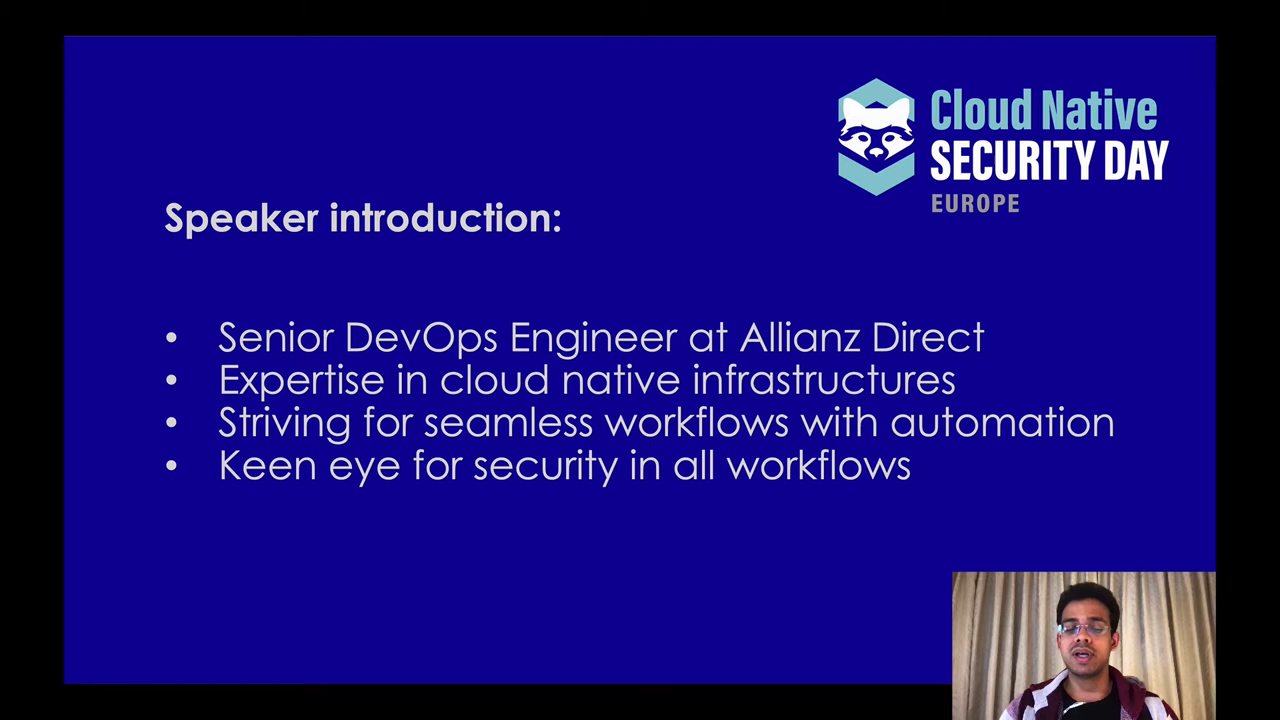 Cloud Native
SECURITY DAY
EUROPE
Speaker introduction:
• Senior DevOps Engineer at Allianz Direct
• Expertise in cloud native infrastructures
• Striving for seamless workflows with automation
• Keen eye for security in all workflows